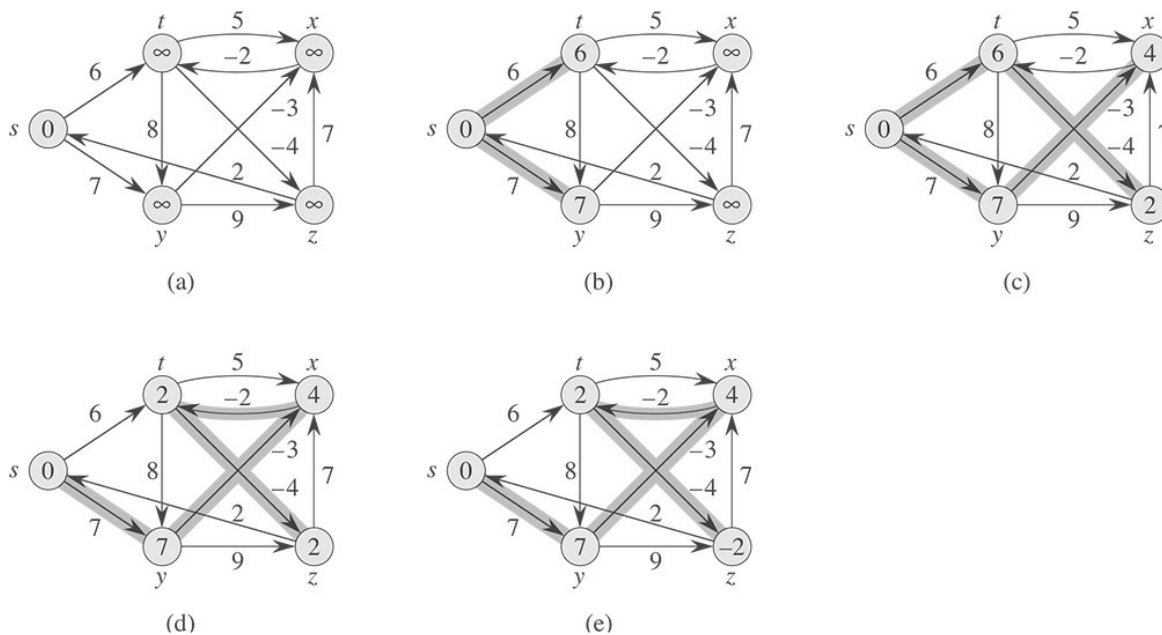 t 5 x t 5 x t 5 x
∞ ∞ 6 ∞ 6 4
6 –2 6 –2 6 –2
–3 –3 –3
s 0 8 7 s 0 8 7 s 0 8 7
–4 –4 –4
7 2 7 2 7 2
∞ ∞ 7 ∞ 7 2
9 9 9
y z y z y z
(a) (b) (c)
t 5 x t 5 x
2 4 2 4
6 –2 6 –2
–3 –3
s 0 8 7 s 0 8 7
–4 –4
7 2 7 2
7 2 7 –2
9 9
y z y z
(d) (e)